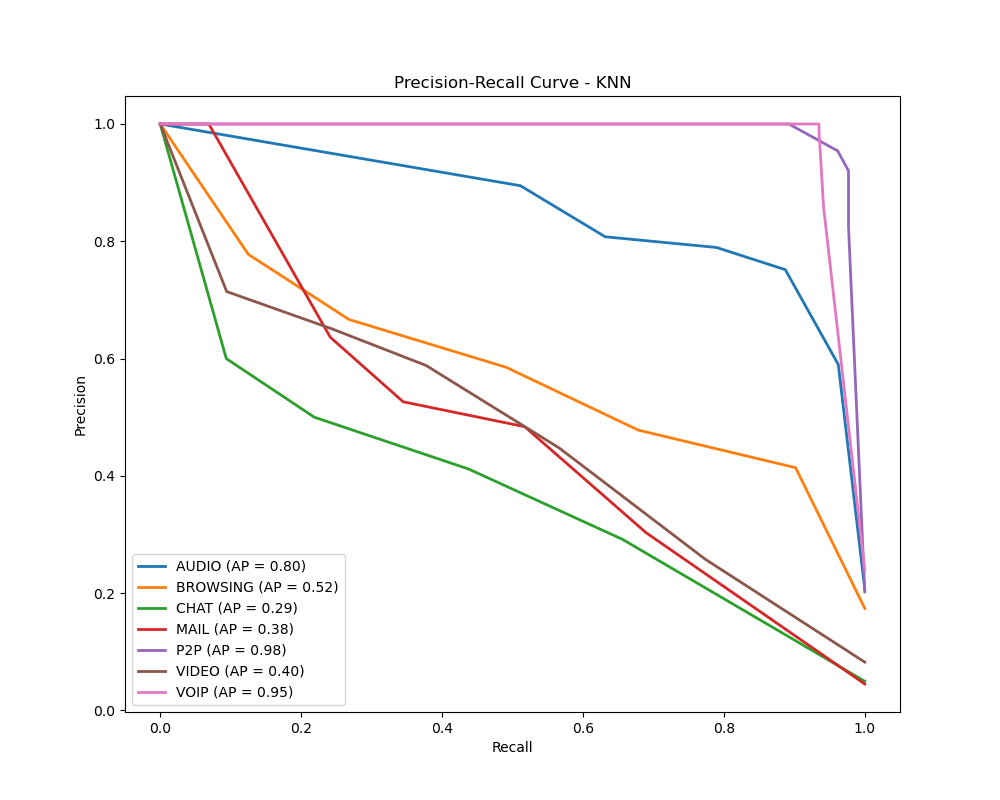 Precision-Recall Curve - KNN
1.0
0.8
0.6
0.4
0.2
0.0
Precision
AUDIO (AP = 0.80)
BROWSING (AP = 0.52)
CHAT (AP = 0.29)
MAIL (AP = 0.38)
P2P (AP = 0.98)
VIDEO (AP = 0.40)
VOIP (AP = 0.95)
0.0 0.2 0.4 0.6 0.8 1.0
Recall